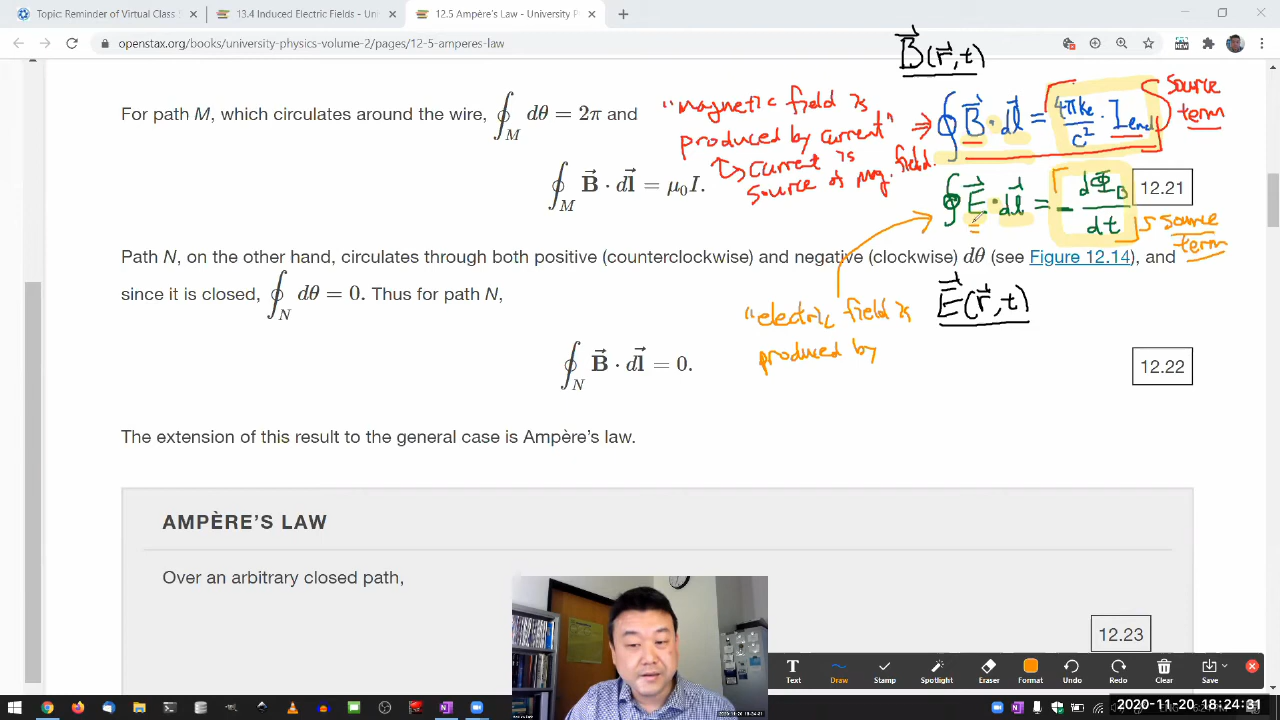 Topic: Reminder of Virtual Class
13.4 Induced Electric Fields - Uni
12.5 Ampère's Law - University P
openstax.org/books/university-physics-volume-2/pages/12-5-amperes-law
B(r,t)
For path M, which circulates around the wire, ∮_M dθ = 2π and
"magnetic field is
produced by current" ⇒
current is
source of mag. field.
∮ B · dl = 4πke/c² · I_encl
source
term
∮_M B · dl = μ₀I.
12.21
∮ E · dl = - dΦ_B/dt
source
term
Path N, on the other hand, circulates through both positive (counterclockwise) and negative (clockwise) dθ (see Figure 12.14), and
since it is closed, ∮_N dθ = 0. Thus for path N,
"electric field is
produced by
E(r,t)
∮_N B · dl = 0.
12.22
The extension of this result to the general case is Ampère's law.
AMPÈRE'S LAW
Over an arbitrary closed path,
12.23
Text Draw Stamp Spotlight Eraser Format Undo Redo Clear Save
2020-11-20 18:24:31